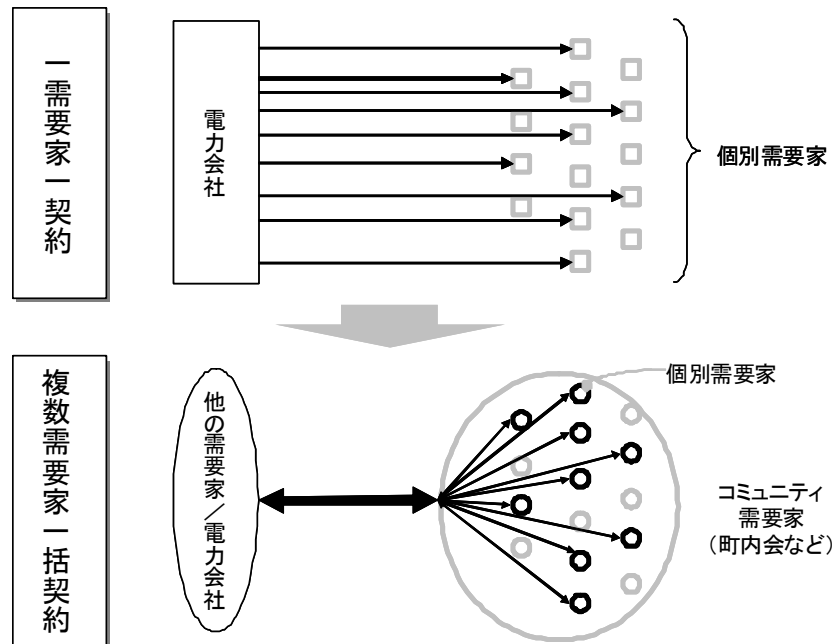 一需要家一契約
電力会社
個別需要家
複数需要家一括契約
他の需要家／電力会社
個別需要家
コミュニティ
需要家
（町内会など）